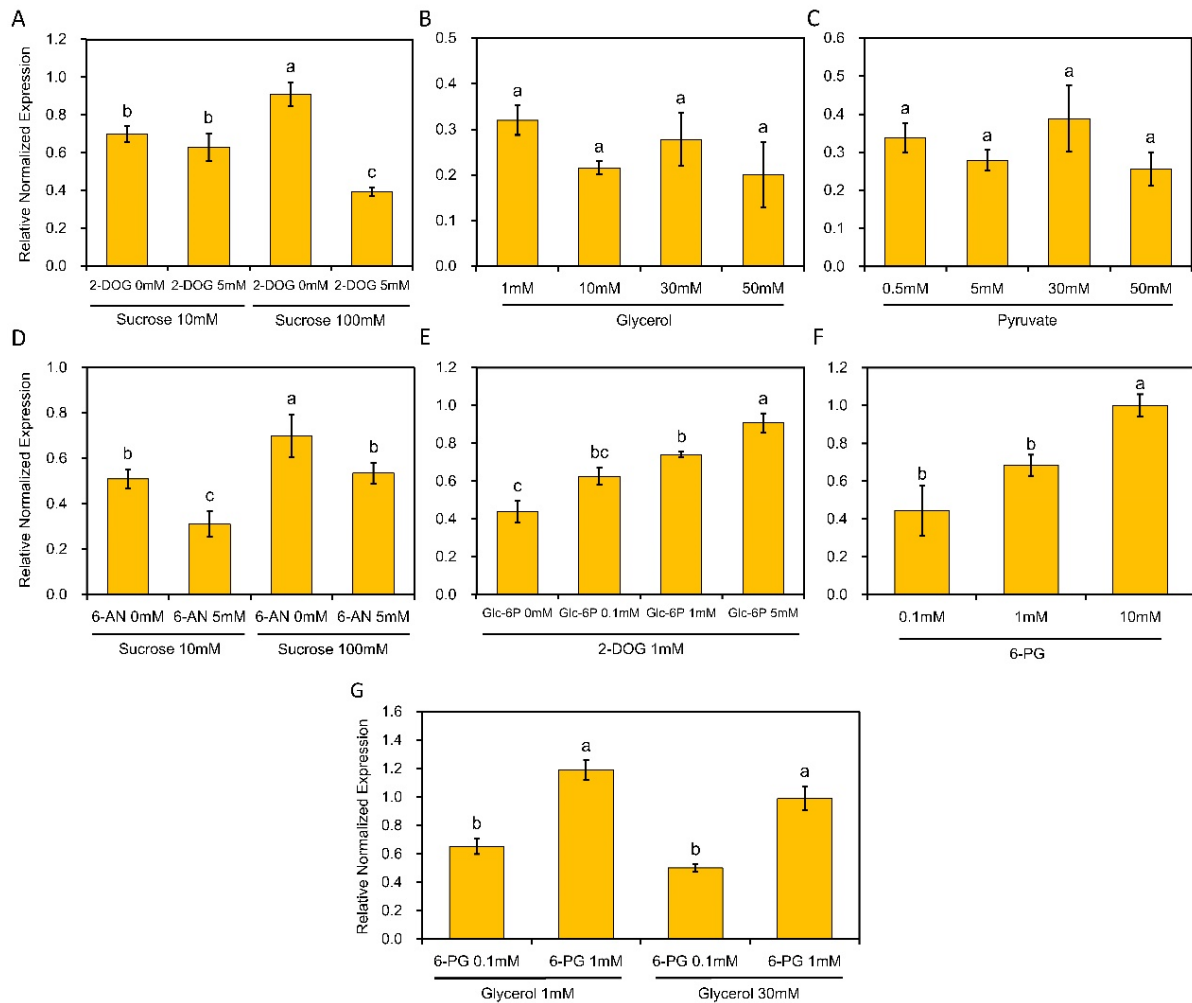 A
B
C
Relative Normalized Expression
1.2
1.0
0.8
0.6
0.4
0.2
0.0
b
b
a
c
2-DOG 0mM 2-DOG 5mM 2-DOG 0mM 2-DOG 5mM
Sucrose 10mM Sucrose 100mM
0.5
0.4
0.3
0.2
0.1
0.0
a
a
a
a
1mM 10mM 30mM 50mM
Glycerol
0.6
0.5
0.4
0.3
0.2
0.1
0.0
a
a
a
a
0.5mM 5mM 30mM 50mM
Pyruvate
D
E
F
Relative Normalized Expression
1.0
0.8
0.6
0.4
0.2
0.0
b
c
a
b
6-AN 0mM 6-AN 5mM 6-AN 0mM 6-AN 5mM
Sucrose 10mM Sucrose 100mM
1.2
1.0
0.8
0.6
0.4
0.2
0.0
c
bc
b
a
Glc-6P 0mM Glc-6P 0.1mM Glc-6P 1mM Glc-6P 5mM
2-DOG 1mM
1.2
1.0
0.8
0.6
0.4
0.2
0.0
b
b
a
0.1mM 1mM 10mM
6-PG
G
Relative Normalized Expression
1.6
1.4
1.2
1.0
0.8
0.6
0.4
0.2
0.0
b
a
b
a
6-PG 0.1mM 6-PG 1mM 6-PG 0.1mM 6-PG 1mM
Glycerol 1mM Glycerol 30mM